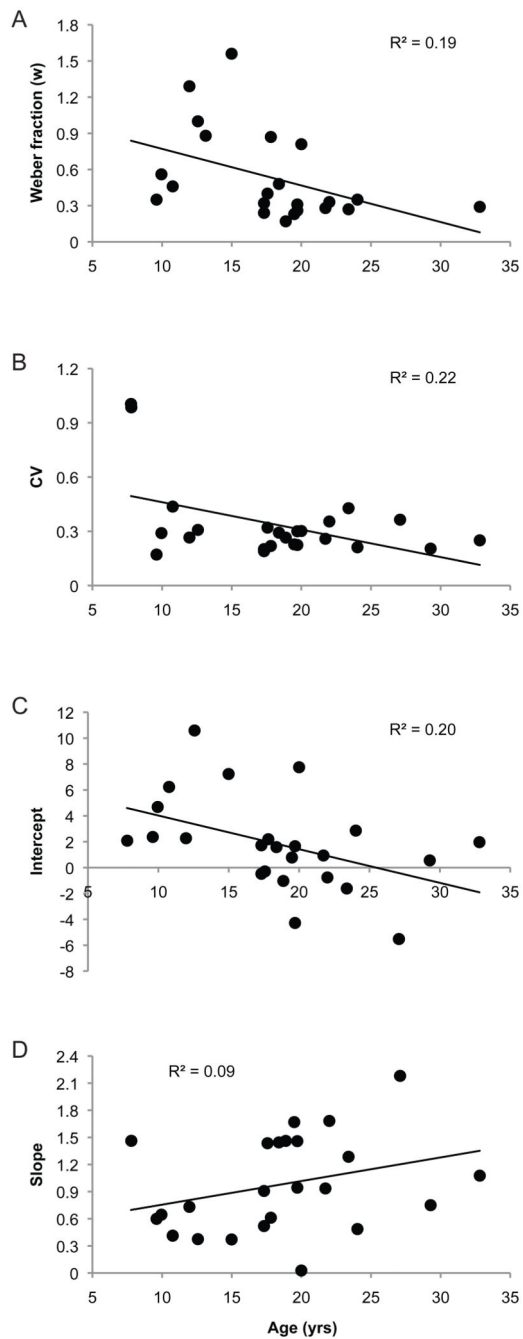 A
R² = 0.19
Weber fraction (w)
1.8
1.5
1.2
0.9
0.6
0.3
0
5 10 15 20 25 30 35
B
R² = 0.22
CV
1.2
0.9
0.6
0.3
0
5 10 15 20 25 30 35
C
R² = 0.20
Intercept
12
10
8
6
4
2
0
-2
-4
-6
-8
5 10 15 20 25 30 35
D
R² = 0.09
Slope
2.4
2.1
1.8
1.5
1.2
0.9
0.6
0.3
0
5 10 15 20 25 30 35
Age (yrs)